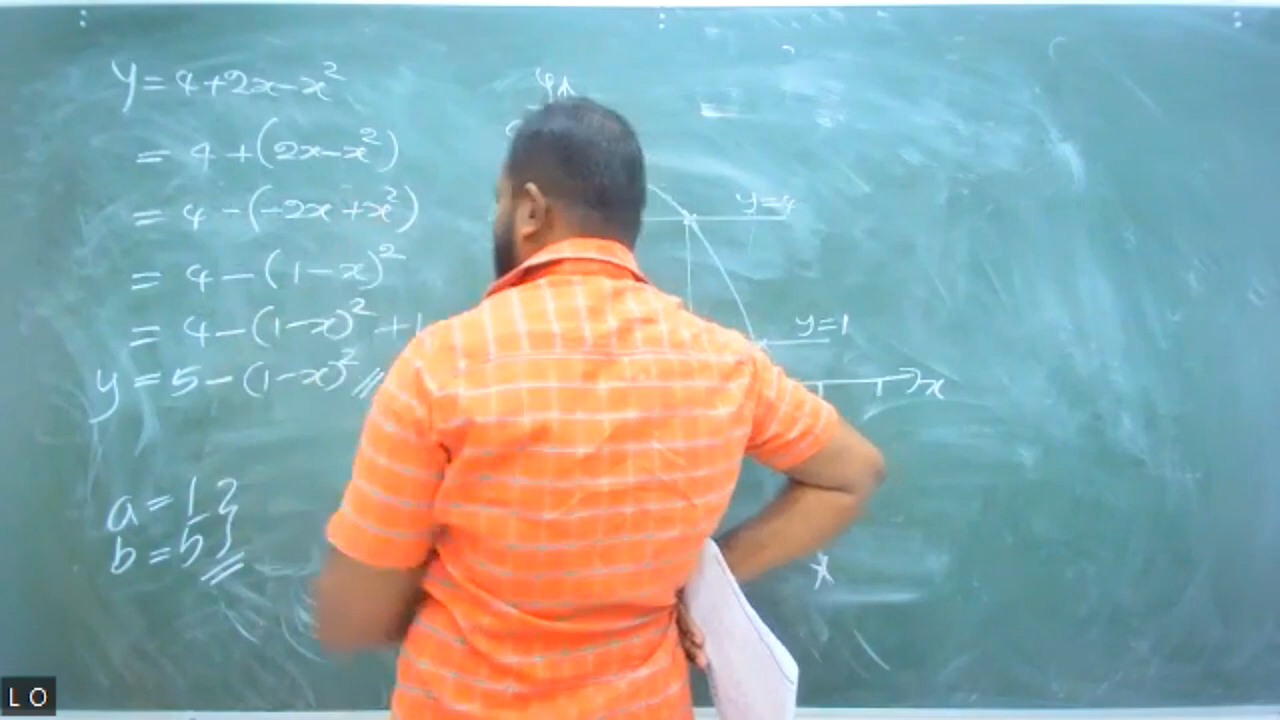 y = 4+2x-x²
= 4+(2x-x²)
= 4-(-2x+x²)
= 4-(1-x)²
= 4-(1-x)²+1
y = 5-(1-x)²
a = 1 }
b = 5 }
y
y=4
y=1
x
L O